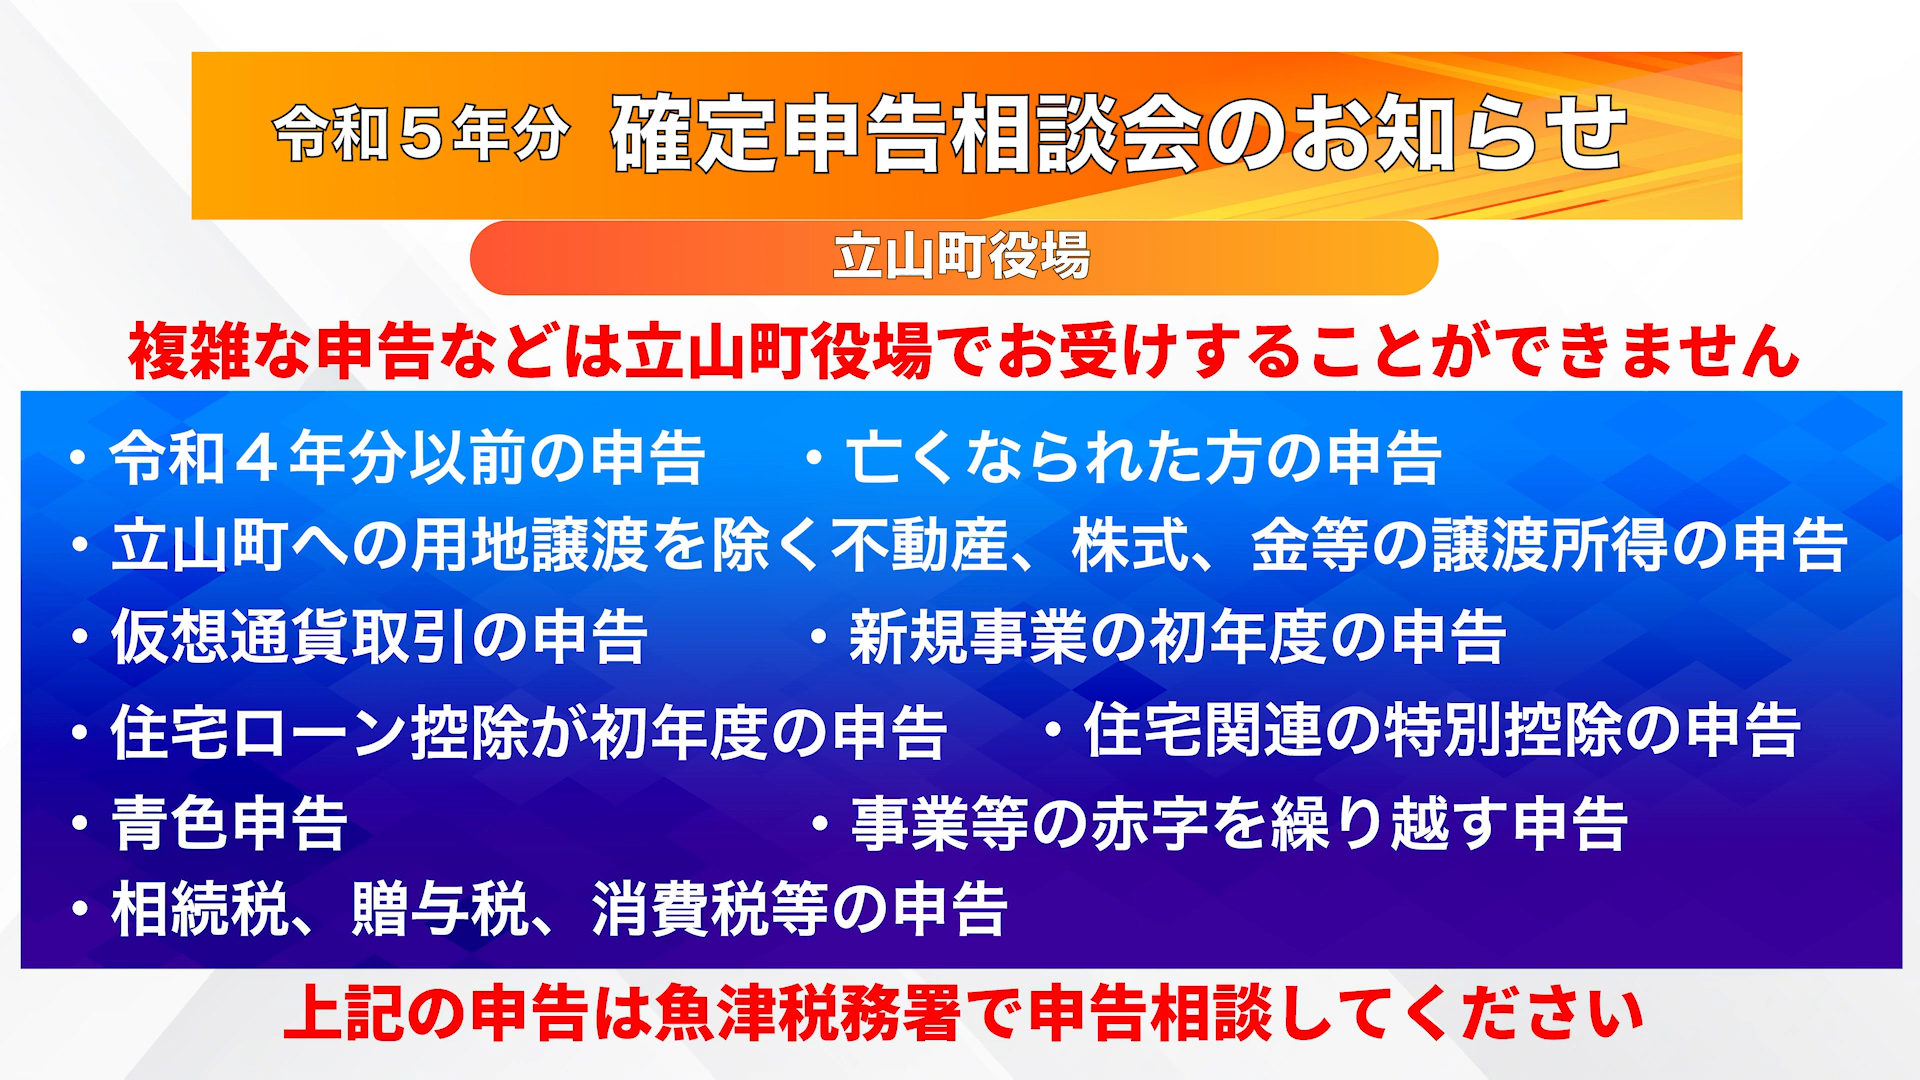 令和５年分 確定申告相談会のお知らせ
立山町役場
複雑な申告などは立山町役場でお受けすることができません
・令和４年分以前の申告 ・亡くなられた方の申告
・立山町への用地譲渡を除く不動産、株式、金等の譲渡所得の申告
・仮想通貨取引の申告 ・新規事業の初年度の申告
・住宅ローン控除が初年度の申告 ・住宅関連の特別控除の申告
・青色申告 ・事業等の赤字を繰り越す申告
・相続税、贈与税、消費税等の申告
上記の申告は魚津税務署で申告相談してください